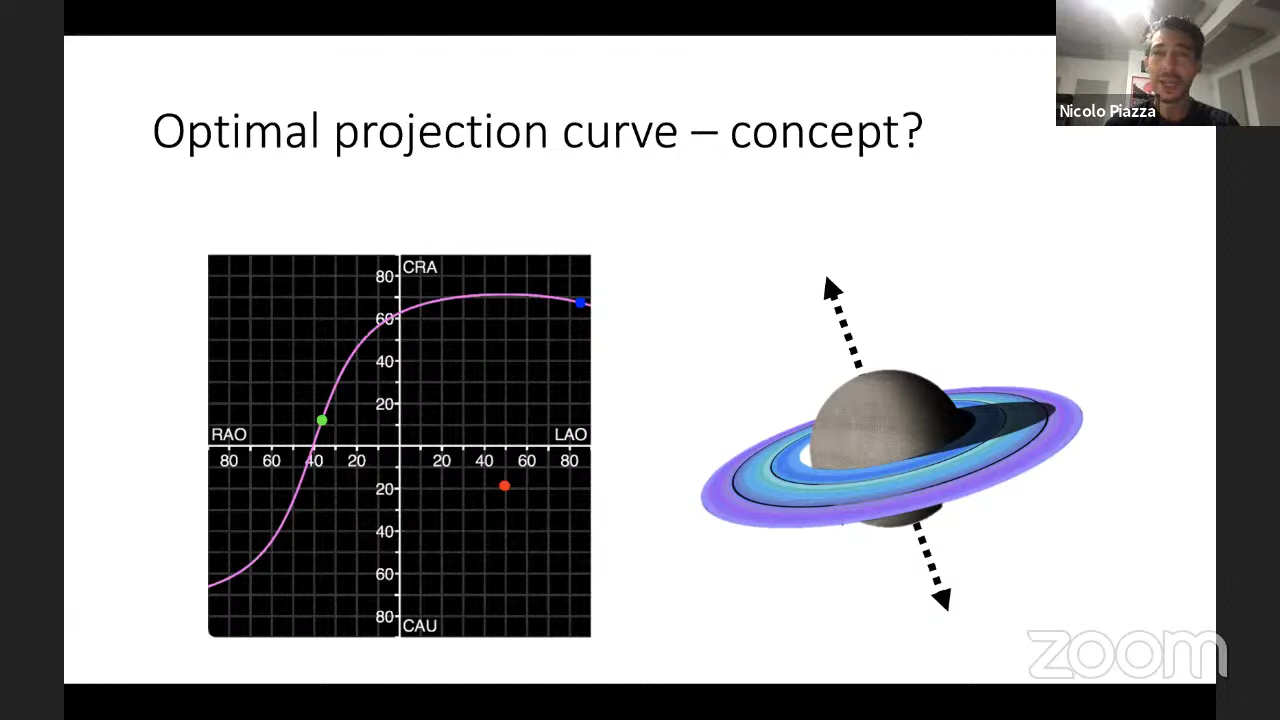 Nicolo Piazza
Optimal projection curve – concept?
CRA
80
60
40
20
RAO
LAO
80 60 40 20 20 40 60 80
20
40
60
80
CAU
zoom